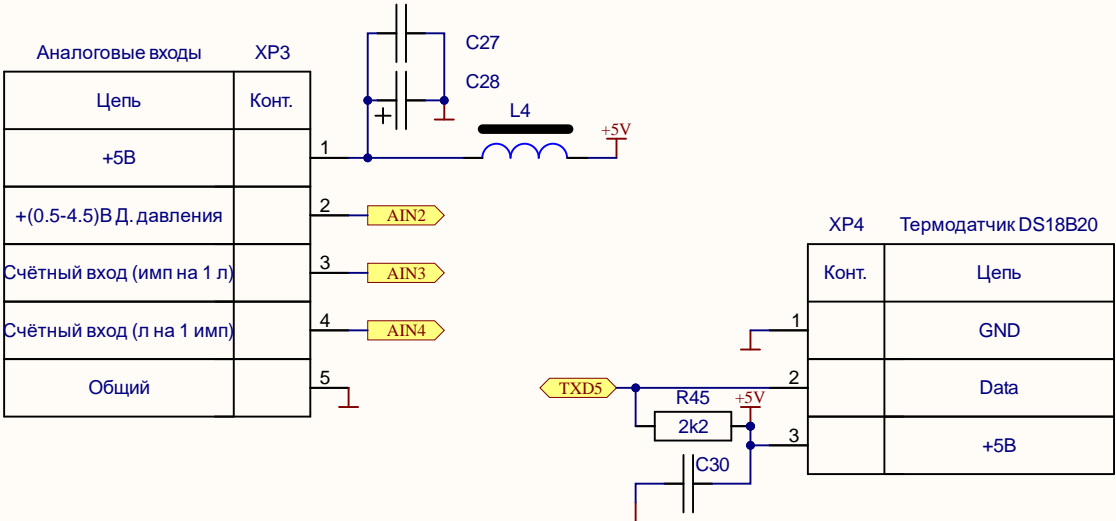 C27
Аналоговые входы XP3
C28
Цепь Конт.
L4
+5V
+5В 1
+(0.5-4.5)В Д. давления 2 AIN2
XP4 Термодатчик DS18B20
Счётный вход (имп на 1 л) 3 AIN3
Конт. Цепь
Счётный вход (л на 1 имп) 4 AIN4
1 GND
Общий 5
TXD5 2 Data
R45 +5V
2k2
3 +5В
C30